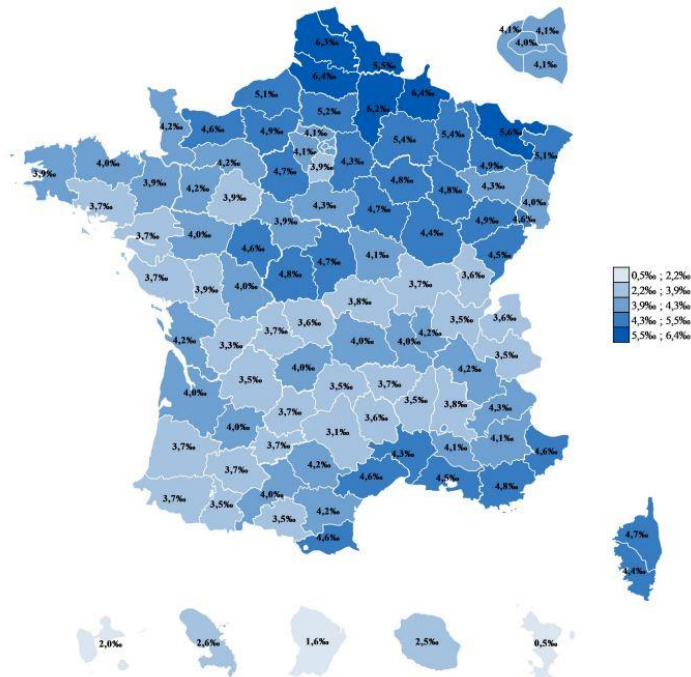 6,3‰
4,1‰ 4,1‰
4,0‰
5,5‰
4,1‰
6,4‰
6,4‰
5,1‰
6,2‰
5,2‰
4,2‰ 4,6‰ 4,9‰ 4,1‰ 5,4‰ 5,4‰ 5,6‰
4,1‰
5,1‰
4,0‰ 4,2‰ 4,3‰ 4,9‰
3,9‰ 4,7‰ 3,9‰
3,9‰ 4,2‰ 4,8‰ 4,8‰ 4,3‰
3,7‰ 3,9‰ 4,3‰ 4,7‰ 4,0‰
3,9‰ 4,9‰ 4,6‰
3,7‰ 4,0‰ 4,4‰
4,6‰ 4,7‰ 4,1‰ 4,5‰
3,7‰ 3,9‰ 4,0‰ 4,8‰ 3,7‰ 3,6‰
0,5‰ ; 2,2‰
2,2‰ ; 3,9‰
3,9‰ ; 4,3‰
4,3‰ ; 5,5‰
5,5‰ ; 6,4‰
3,8‰
3,7‰ 3,6‰ 3,5‰ 3,6‰
4,2‰ 3,3‰ 4,0‰ 4,0‰ 4,2‰
3,5‰
3,5‰ 4,0‰ 4,2‰
4,0‰ 3,5‰ 3,7‰
3,7‰ 3,6‰ 3,5‰ 3,8‰ 4,3‰
4,0‰ 3,1‰
3,7‰ 3,7‰ 4,1‰ 4,1‰
3,7‰ 4,2‰ 4,3‰ 4,6‰
4,6‰ 4,5‰ 4,8‰
3,7‰ 3,5‰ 4,0‰ 4,2‰
3,5‰
4,6‰
4,7‰
4,4‰
2,0‰ 2,6‰ 1,6‰ 2,5‰ 0,5‰